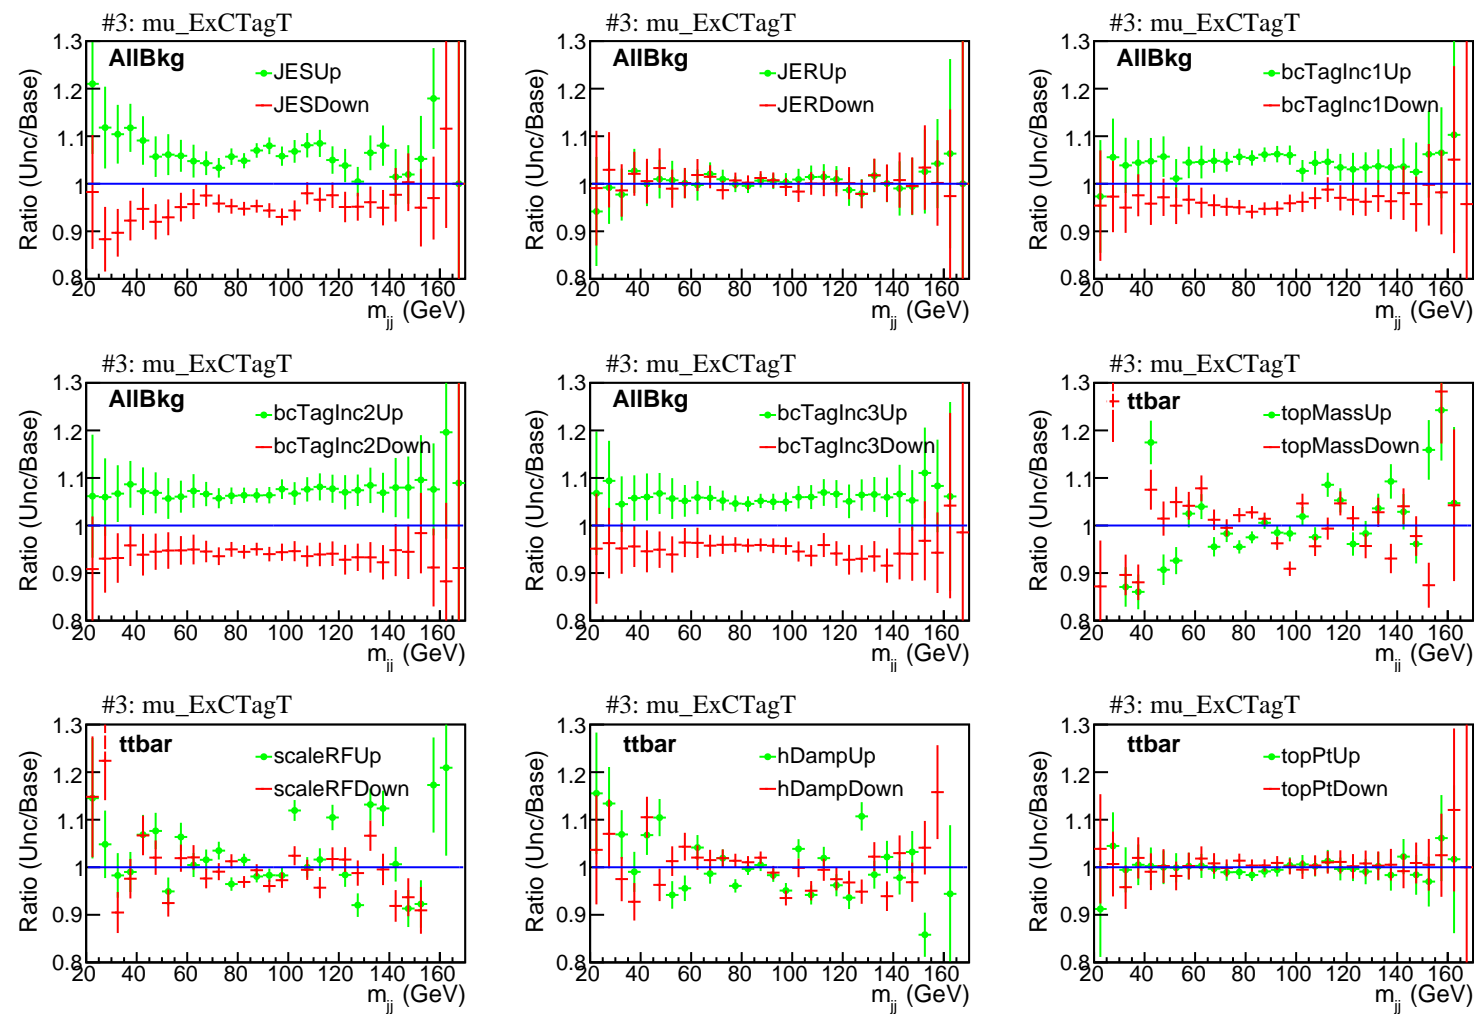 #3: mu_ExCTagT
AllBkg
JESUp
JESDown
Ratio (Unc/Base)
1.3
1.2
1.1
1
0.9
0.8
20 40 60 80 100 120 140 160
m_jj (GeV)
#3: mu_ExCTagT
AllBkg
JERUp
JERDown
Ratio (Unc/Base)
1.3
1.2
1.1
1
0.9
0.8
20 40 60 80 100 120 140 160
m_jj (GeV)
#3: mu_ExCTagT
AllBkg
bcTagInc1Up
bcTagInc1Down
Ratio (Unc/Base)
1.3
1.2
1.1
1
0.9
0.8
20 40 60 80 100 120 140 160
m_jj (GeV)
#3: mu_ExCTagT
AllBkg
bcTagInc2Up
bcTagInc2Down
Ratio (Unc/Base)
1.3
1.2
1.1
1
0.9
0.8
20 40 60 80 100 120 140 160
m_jj (GeV)
#3: mu_ExCTagT
AllBkg
bcTagInc3Up
bcTagInc3Down
Ratio (Unc/Base)
1.3
1.2
1.1
1
0.9
0.8
20 40 60 80 100 120 140 160
m_jj (GeV)
#3: mu_ExCTagT
ttbar
topMassUp
topMassDown
Ratio (Unc/Base)
1.3
1.2
1.1
1
0.9
0.8
20 40 60 80 100 120 140 160
m_jj (GeV)
#3: mu_ExCTagT
ttbar
scaleRFUp
scaleRFDown
Ratio (Unc/Base)
1.3
1.2
1.1
1
0.9
0.8
20 40 60 80 100 120 140 160
m_jj (GeV)
#3: mu_ExCTagT
ttbar
hDampUp
hDampDown
Ratio (Unc/Base)
1.3
1.2
1.1
1
0.9
0.8
20 40 60 80 100 120 140 160
m_jj (GeV)
#3: mu_ExCTagT
ttbar
topPtUp
topPtDown
Ratio (Unc/Base)
1.3
1.2
1.1
1
0.9
0.8
20 40 60 80 100 120 140 160
m_jj (GeV)